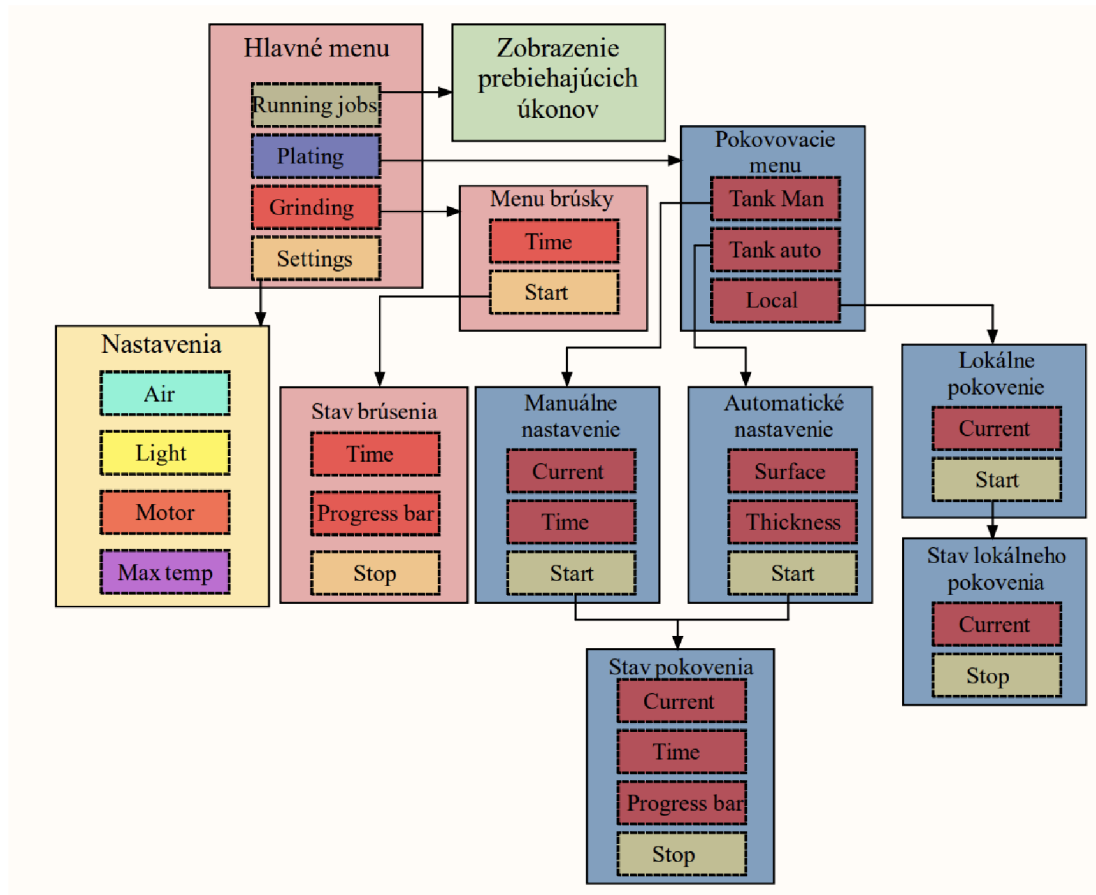 Hlavné menu
Running jobs
Plating
Grinding
Settings
Zobrazenie
prebiehajúcich
úkonov
Pokovovacie
menu
Tank Man
Tank auto
Local
Menu brúsky
Time
Start
Nastavenia
Air
Light
Motor
Max temp
Stav brúsenia
Time
Progress bar
Stop
Manuálne
nastavenie
Current
Time
Start
Automatické
nastavenie
Surface
Thickness
Start
Lokálne
pokovenie
Current
Start
Stav lokálneho
pokovenia
Current
Stop
Stav pokovenia
Current
Time
Progress bar
Stop